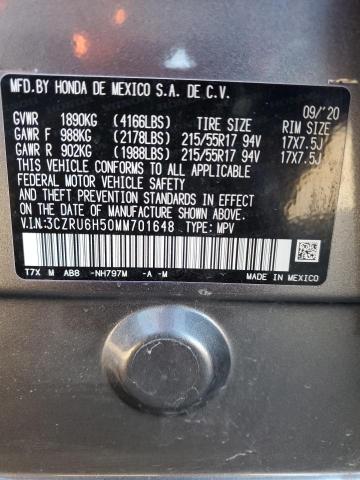 MFD.BY HONDA DE MEXICO S.A. DE C.V.
09/'20
GVWR 1890KG (4166LBS) TIRE SIZE RIM SIZE
GAWR F 988KG (2178LBS) 215/55R17 94V 17X7.5J
GAWR R 902KG (1988LBS) 215/55R17 94V 17X7.5J
THIS VEHICLE CONFORMS TO ALL APPLICABLE
FEDERAL MOTOR VEHICLE SAFETY AND
THEFT PREVENTION STANDARDS IN EFFECT
ON THE DATE OF MANUFACTURE SHOWN ABOVE.
V.I.N:3CZRU6H50MM701648 TYPE: MPV
T7X M AB8 -NH797M -A -M MADE IN MEXICO